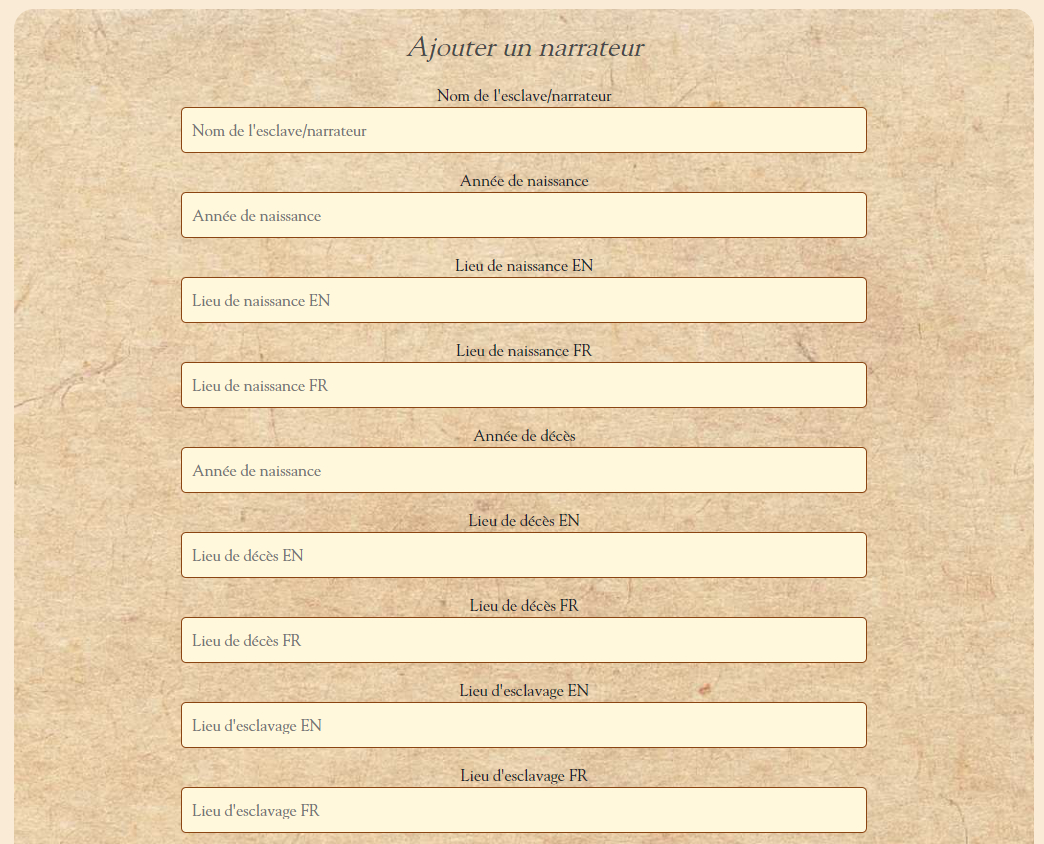 Ajouter un narrateur
Nom de l'esclave/narrateur
Nom de l'esclave/narrateur
Année de naissance
Année de naissance
Lieu de naissance EN
Lieu de naissance EN
Lieu de naissance FR
Lieu de naissance FR
Année de décès
Année de naissance
Lieu de décès EN
Lieu de décès EN
Lieu de décès FR
Lieu de décès FR
Lieu d'esclavage EN
Lieu d'esclavage EN
Lieu d'esclavage FR
Lieu d'esclavage FR